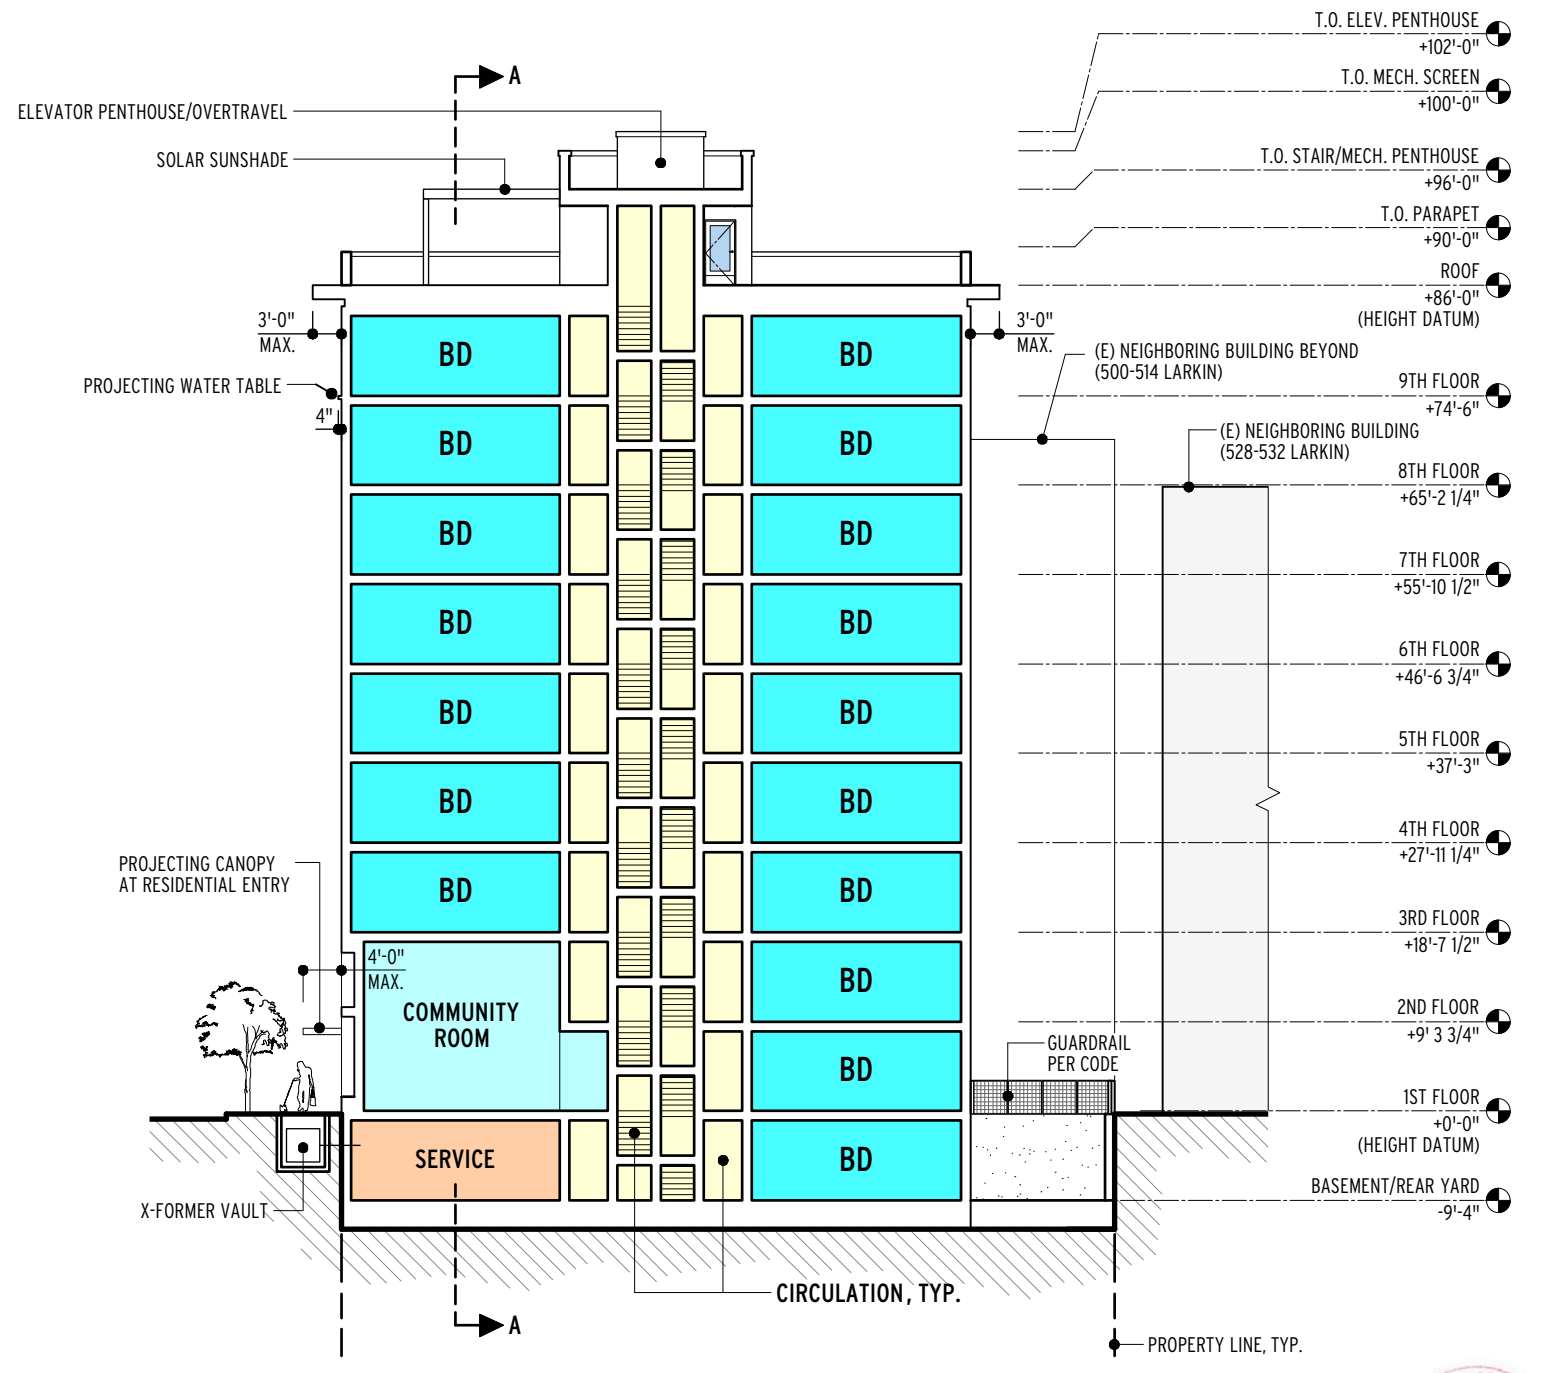 T.O. ELEV. PENTHOUSE
+102'-0"
T.O. MECH. SCREEN
+100'-0"
T.O. STAIR/MECH. PENTHOUSE
+96'-0"
T.O. PARAPET
+90'-0"
ROOF
+86'-0"
(HEIGHT DATUM)
9TH FLOOR
+74'-6"
8TH FLOOR
+65'-2 1/4"
7TH FLOOR
+55'-10 1/2"
6TH FLOOR
+46'-6 3/4"
5TH FLOOR
+37'-3"
4TH FLOOR
+27'-11 1/4"
3RD FLOOR
+18'-7 1/2"
2ND FLOOR
+9' 3 3/4"
1ST FLOOR
+0'-0"
(HEIGHT DATUM)
BASEMENT/REAR YARD
-9'-4"
A
ELEVATOR PENTHOUSE/OVERTRAVEL
SOLAR SUNSHADE
3'-0"
MAX.
3'-0"
MAX.
(E) NEIGHBORING BUILDING BEYOND
(500-514 LARKIN)
(E) NEIGHBORING BUILDING
(528-532 LARKIN)
PROJECTING WATER TABLE
4"
BD
BD
BD
BD
BD
BD
BD
BD
BD
BD
BD
BD
BD
BD
PROJECTING CANOPY
AT RESIDENTIAL ENTRY
4'-0"
MAX.
COMMUNITY
ROOM
BD
BD
GUARDRAIL
PER CODE
SERVICE
BD
X-FORMER VAULT
CIRCULATION, TYP.
A
PROPERTY LINE, TYP.